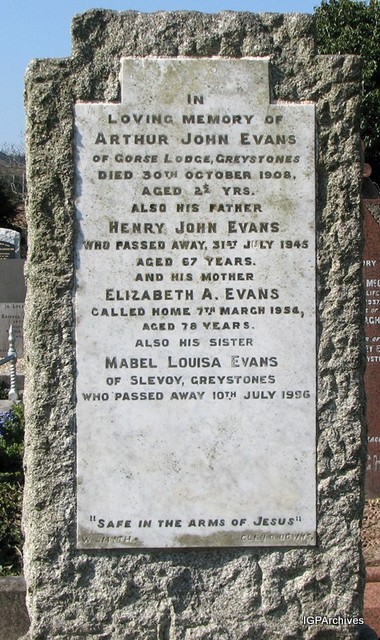 IN
LOVING MEMORY OF
ARTHUR JOHN EVANS
OF GORSE LODGE, GREYSTONES
DIED 30TH OCTOBER 1908,
AGED 2½ YRS.
ALSO HIS FATHER
HENRY JOHN EVANS
WHO PASSED AWAY, 31ST JULY 1945
AGED 67 YEARS.
AND HIS MOTHER
ELIZABETH A. EVANS
CALLED HOME 7TH MARCH 1954,
AGED 78 YEARS.
ALSO HIS SISTER
MABEL LOUISA EVANS
OF SLEVOY, GREYSTONES
WHO PASSED AWAY 10TH JULY 1996
"SAFE IN THE ARMS OF JESUS"
IGPArchives